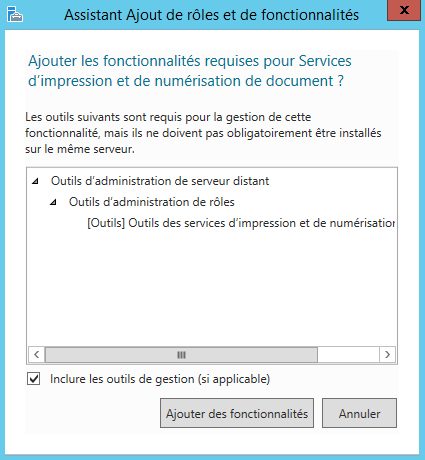 Assistant Ajout de rôles et de fonctionnalités
x
Ajouter les fonctionnalités requises pour Services
d'impression et de numérisation de document ?
Les outils suivants sont requis pour la gestion de cette
fonctionnalité, mais ils ne doivent pas obligatoirement être installés
sur le même serveur.
Outils d'administration de serveur distant
Outils d'administration de rôles
[Outils] Outils des services d'impression et de numérisation
Inclure les outils de gestion (si applicable)
Ajouter des fonctionnalités
Annuler